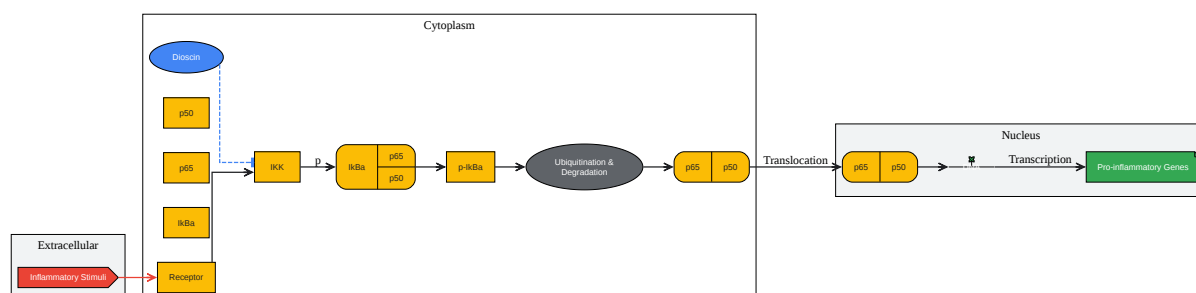 Cytoplasm
Dioscin
p50
p65
IkBa
Receptor
Extracellular
Inflammatory Stimuli
IKK
p
IkBa
p65
p50
p-IkBa
Ubiquitination &
Degradation
p65
p50
Translocation
Nucleus
p65
p50
Transcription
Pro-inflammatory Genes